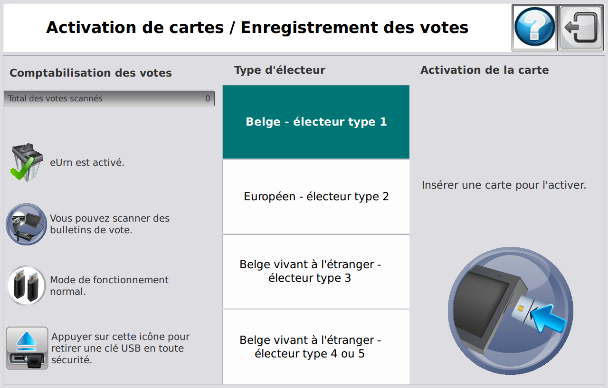 Activation de cartes / Enregistrement des votes
Comptabilisation des votes
Total des votes scannés 0
eUrn est activé.
Vous pouvez scanner des
bulletins de vote.
Mode de fonctionnement
normal.
Appuyer sur cette icône pour
retirer une clé USB en toute
sécurité.
Type d'électeur
Belge - électeur type 1
Européen - électeur type 2
Belge vivant à l'étranger -
électeur type 3
Belge vivant à l'étranger -
électeur type 4 ou 5
Activation de la carte
Insérer une carte pour l'activer.